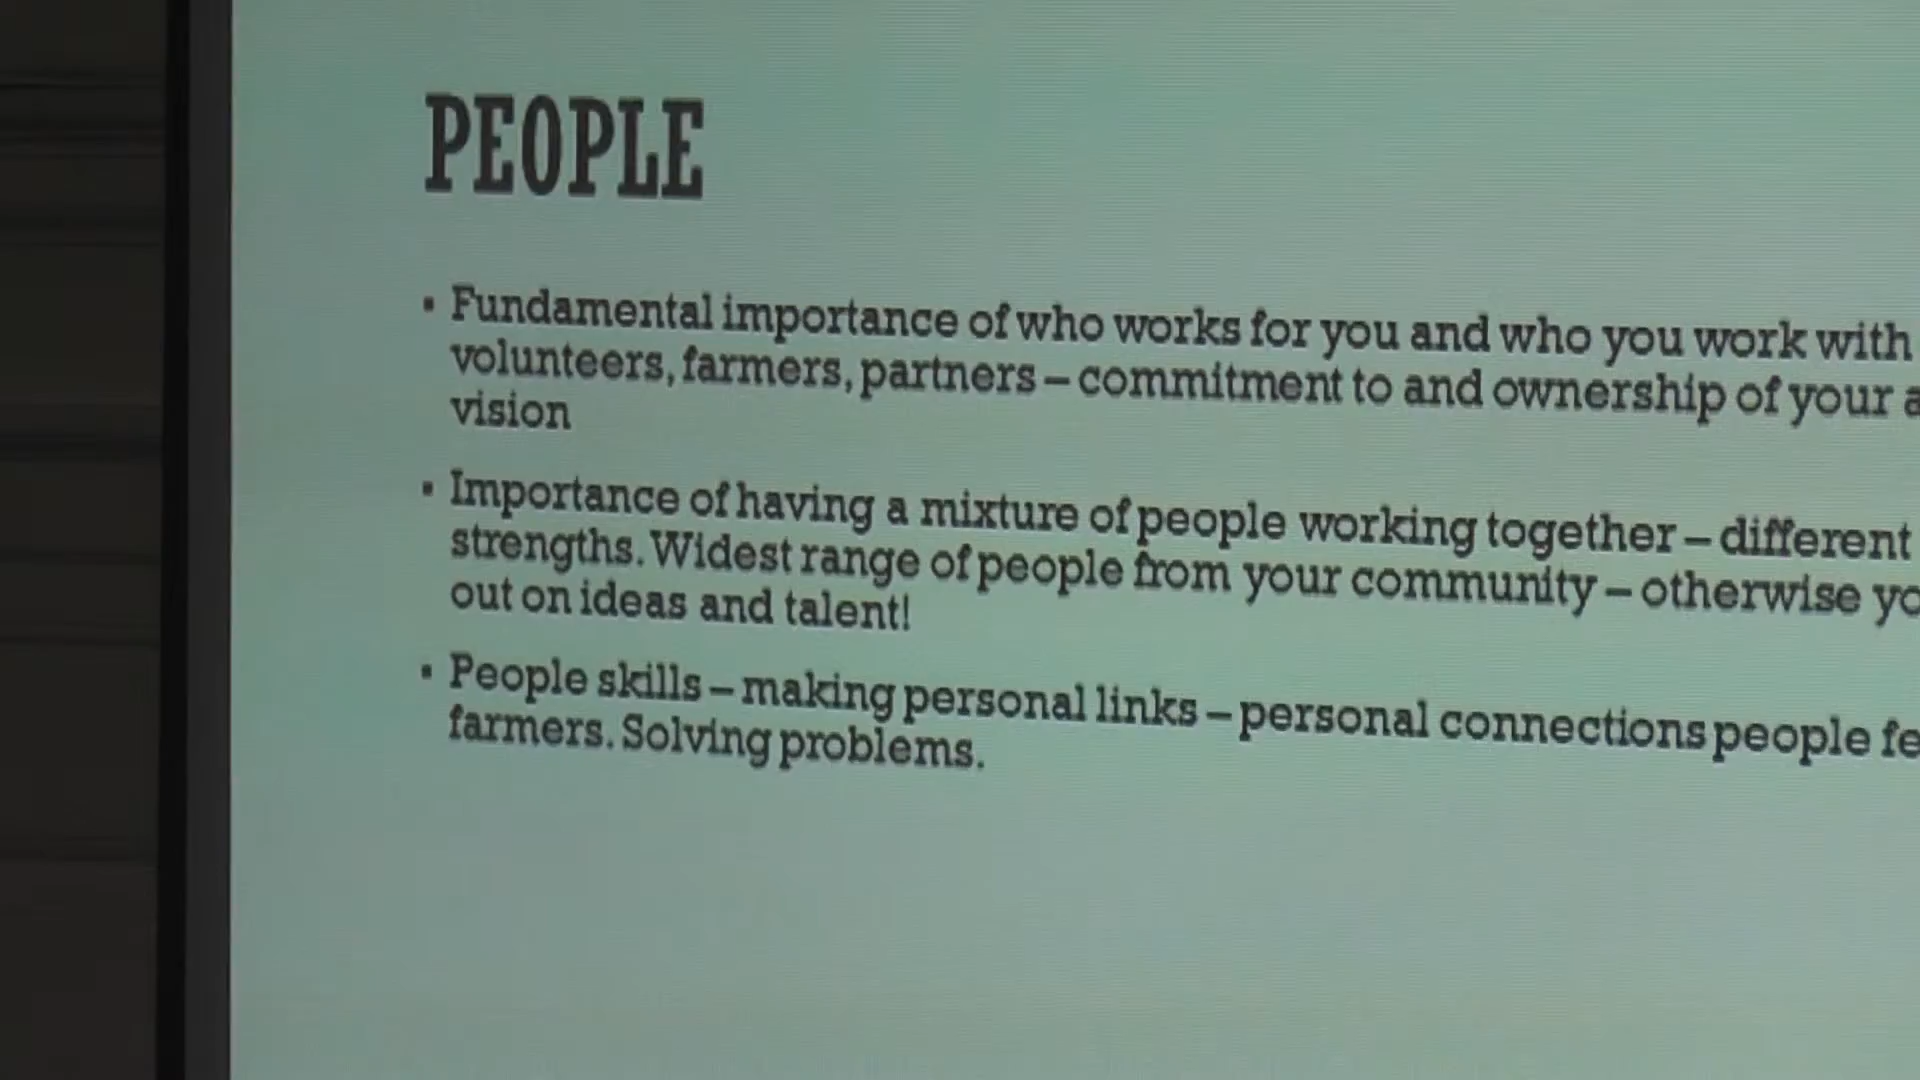 PEOPLE
▪ Fundamental importance of who works for you and who you work with
volunteers, farmers, partners – commitment to and ownership of your
vision
▪ Importance of having a mixture of people working together – different
strengths. Widest range of people from your community – otherwise
out on ideas and talent!
▪ People skills – making personal links – personal connections people
farmers. Solving problems.